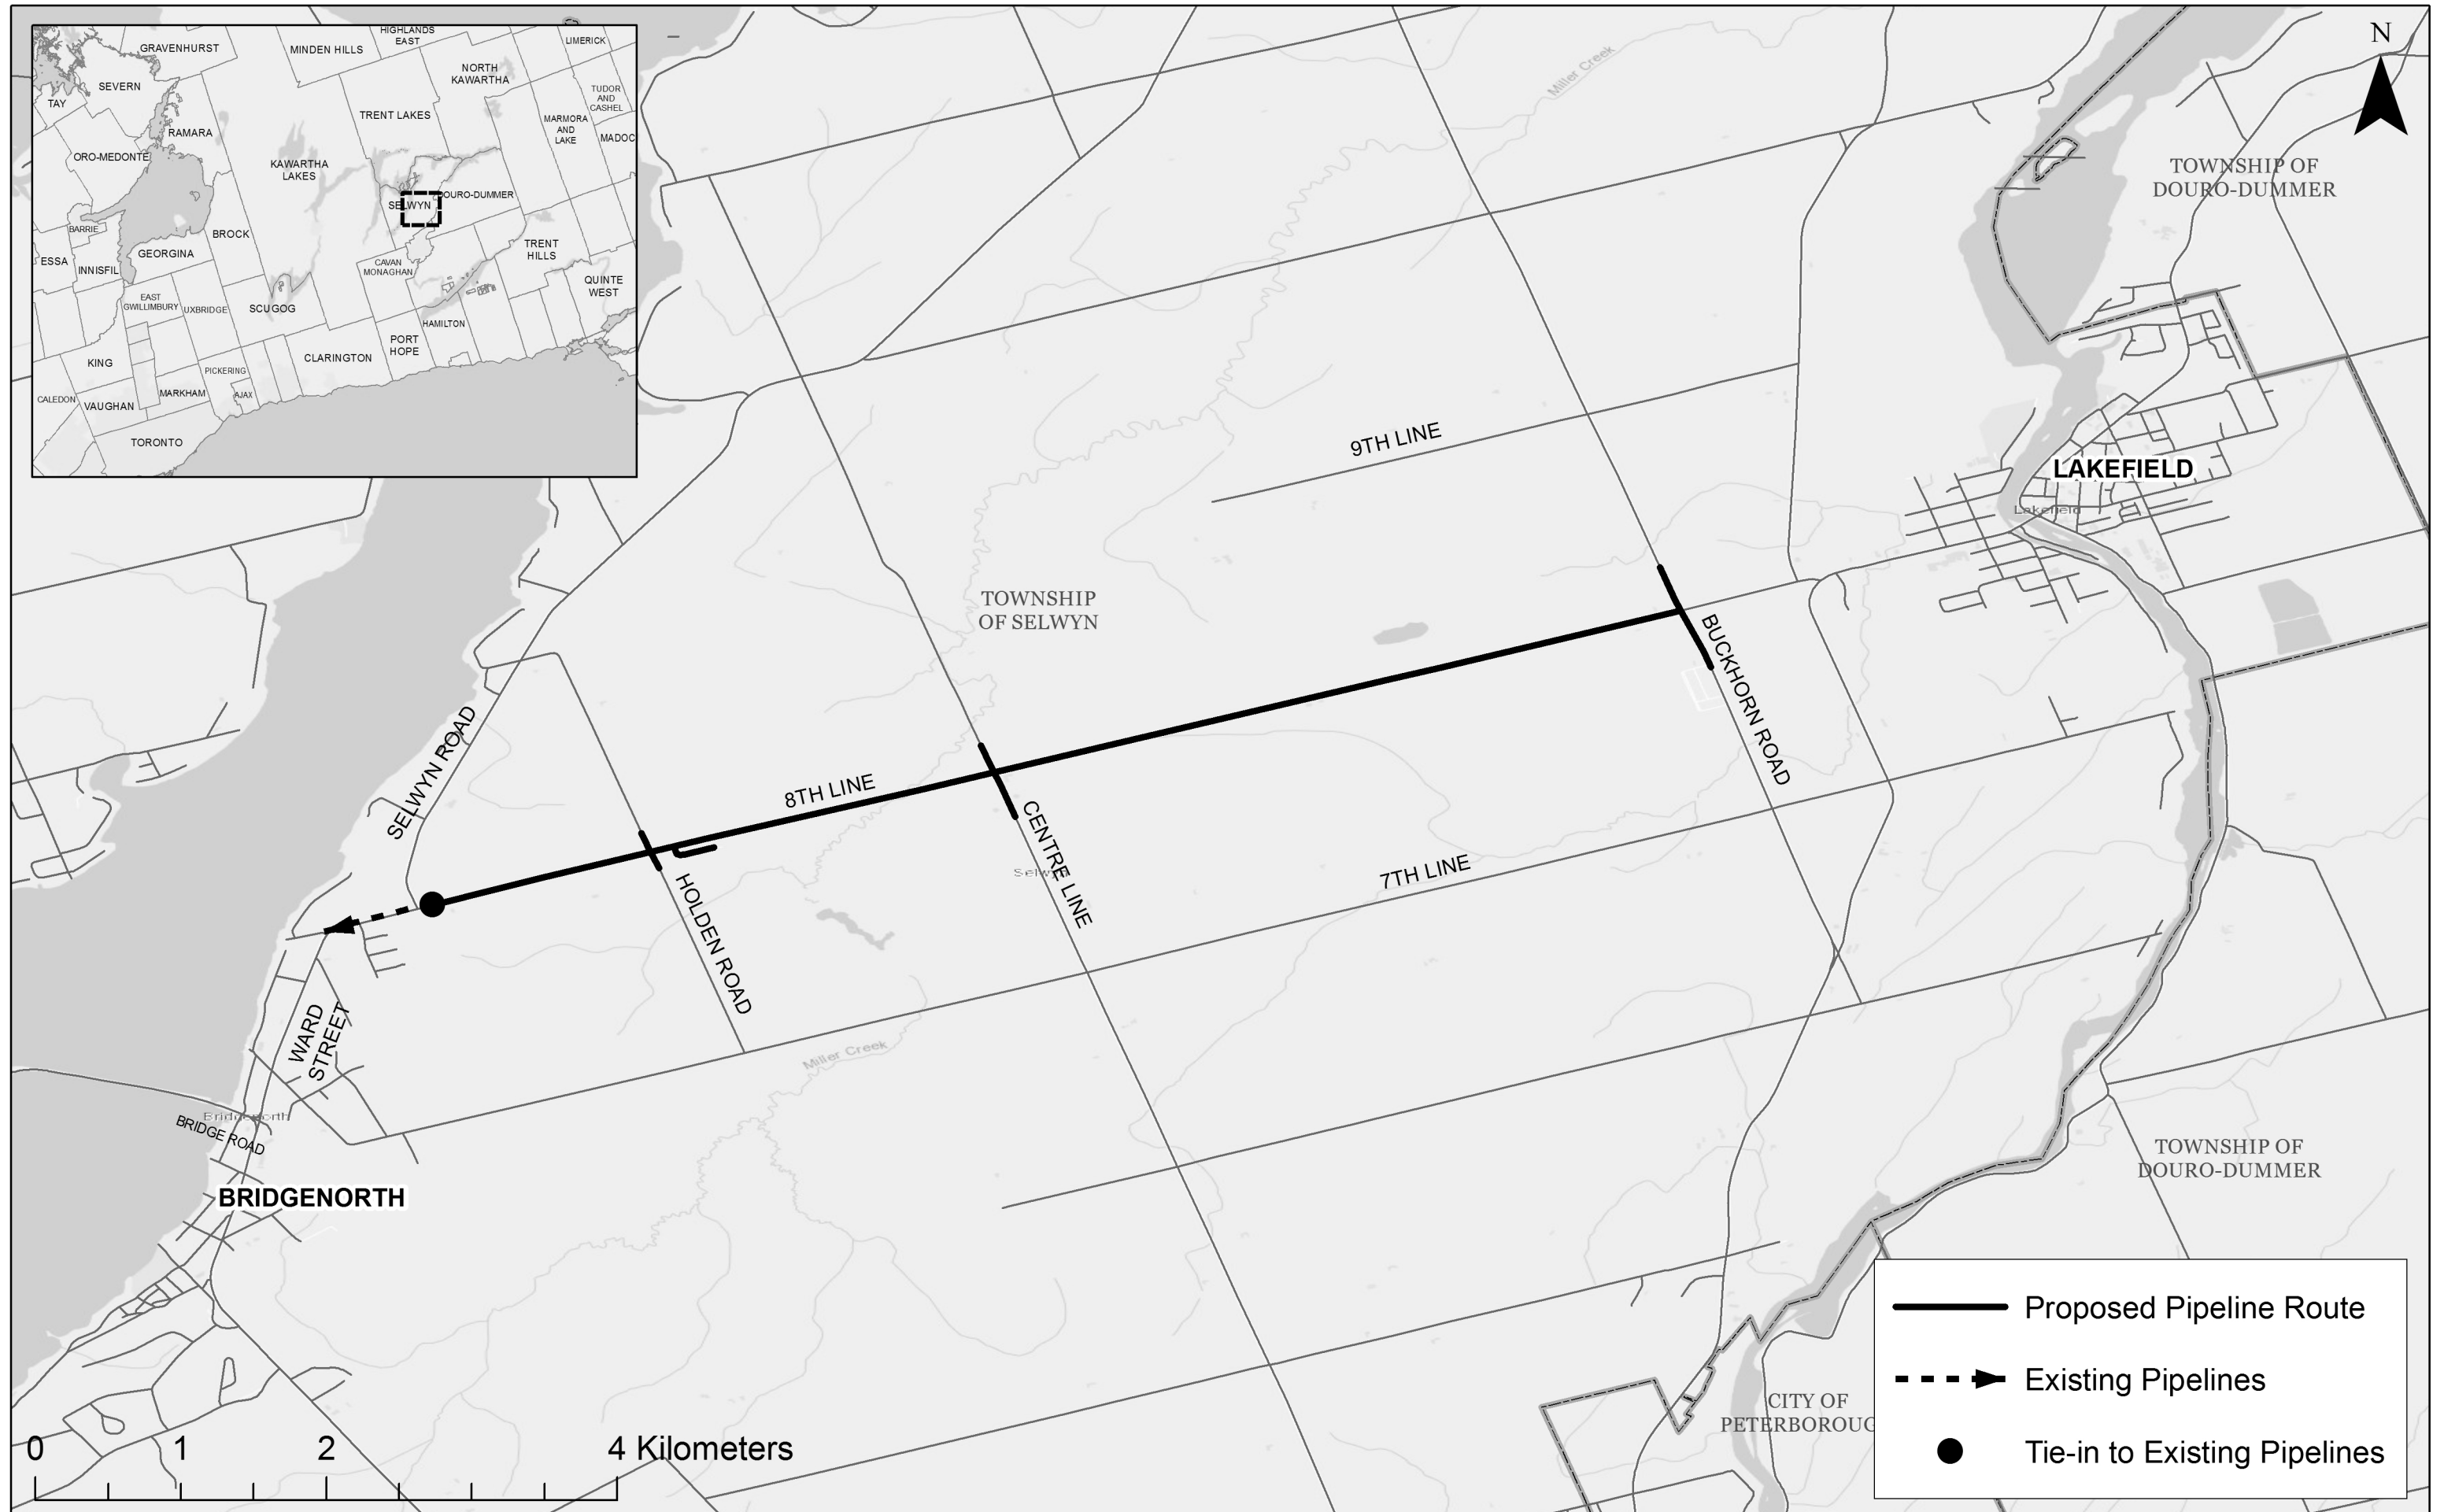 GRAVENHURST
MINDEN HILLS
HIGHLANDS
EAST
LIMERICK
SEVERN
NORTH
KAWARTHA
TAY
TUDOR
AND
CASHEL
TRENT LAKES
MARMORA
AND
LAKE
RAMARA
MADOC
ORO-MEDONTE
KAWARTHA
LAKES
DOURO-DUMMER
SELWYN
BARRIE
BROCK
ESSA
INNISFIL
GEORGINA
CAVAN
MONAGHAN
TRENT
HILLS
QUINTE
WEST
EAST
GWILLIMBURY
UXBRIDGE
SCUGOG
HAMILTON
PORT
HOPE
KING
PICKERING
CLARINGTON
CALEDON
VAUGHAN
MARKHAM
AJAX
TORONTO
N
Miller Creek
TOWNSHIP OF
DOURO-DUMMER
9TH LINE
LAKEFIELD
Lakefield
TOWNSHIP
OF SELWYN
BUCKHORN ROAD
SELWYN ROAD
8TH LINE
CENTRE LINE
Selwyn
7TH LINE
HOLDEN ROAD
WARD
STREET
Miller Creek
Bridgenorth
BRIDGE ROAD
BRIDGENORTH
TOWNSHIP OF
DOURO-DUMMER
CITY OF
PETERBOROUG
0 1 2 4 Kilometers
Proposed Pipeline Route
Existing Pipelines
Tie-in to Existing Pipelines